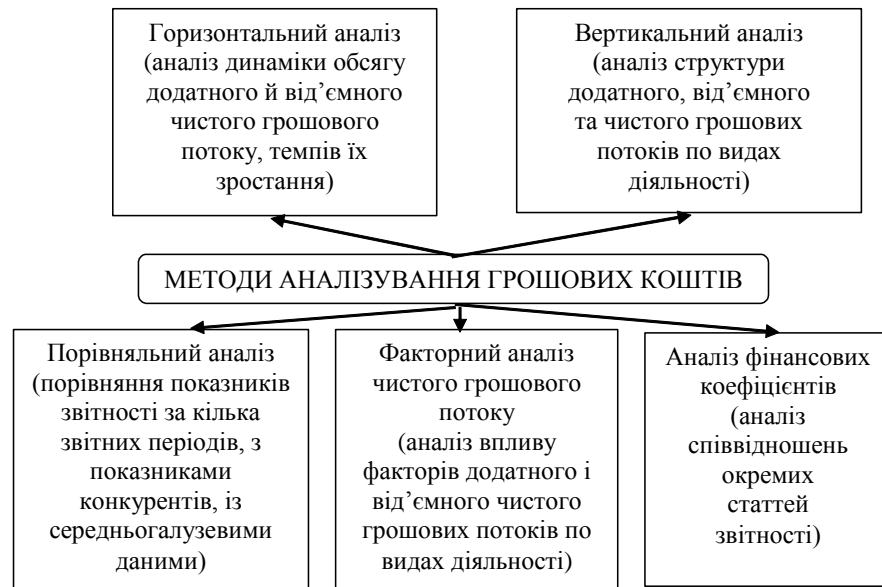 Горизонтальний аналіз
(аналіз динаміки обсягу
додатного й від’ємного
чистого грошового
потоку, темпів їх
зростання)
Вертикальний аналіз
(аналіз структури
додатного, від’ємного
та чистого грошових
потоків по видах
діяльності)
МЕТОДИ АНАЛІЗУВАННЯ ГРОШОВИХ КОШТІВ
Порівняльний аналіз
(порівняння показників
звітності за кілька
звітних періодів, з
показниками
конкурентів, із
середньогалузевими
даними)
Факторний аналіз
чистого грошового
потоку
(аналіз впливу
факторів додатного і
від’ємного чистого
грошових потоків по
видах діяльності)
Аналіз фінансових
коефіцієнтів
(аналіз
співвідношень
окремих
статтей
звітності)